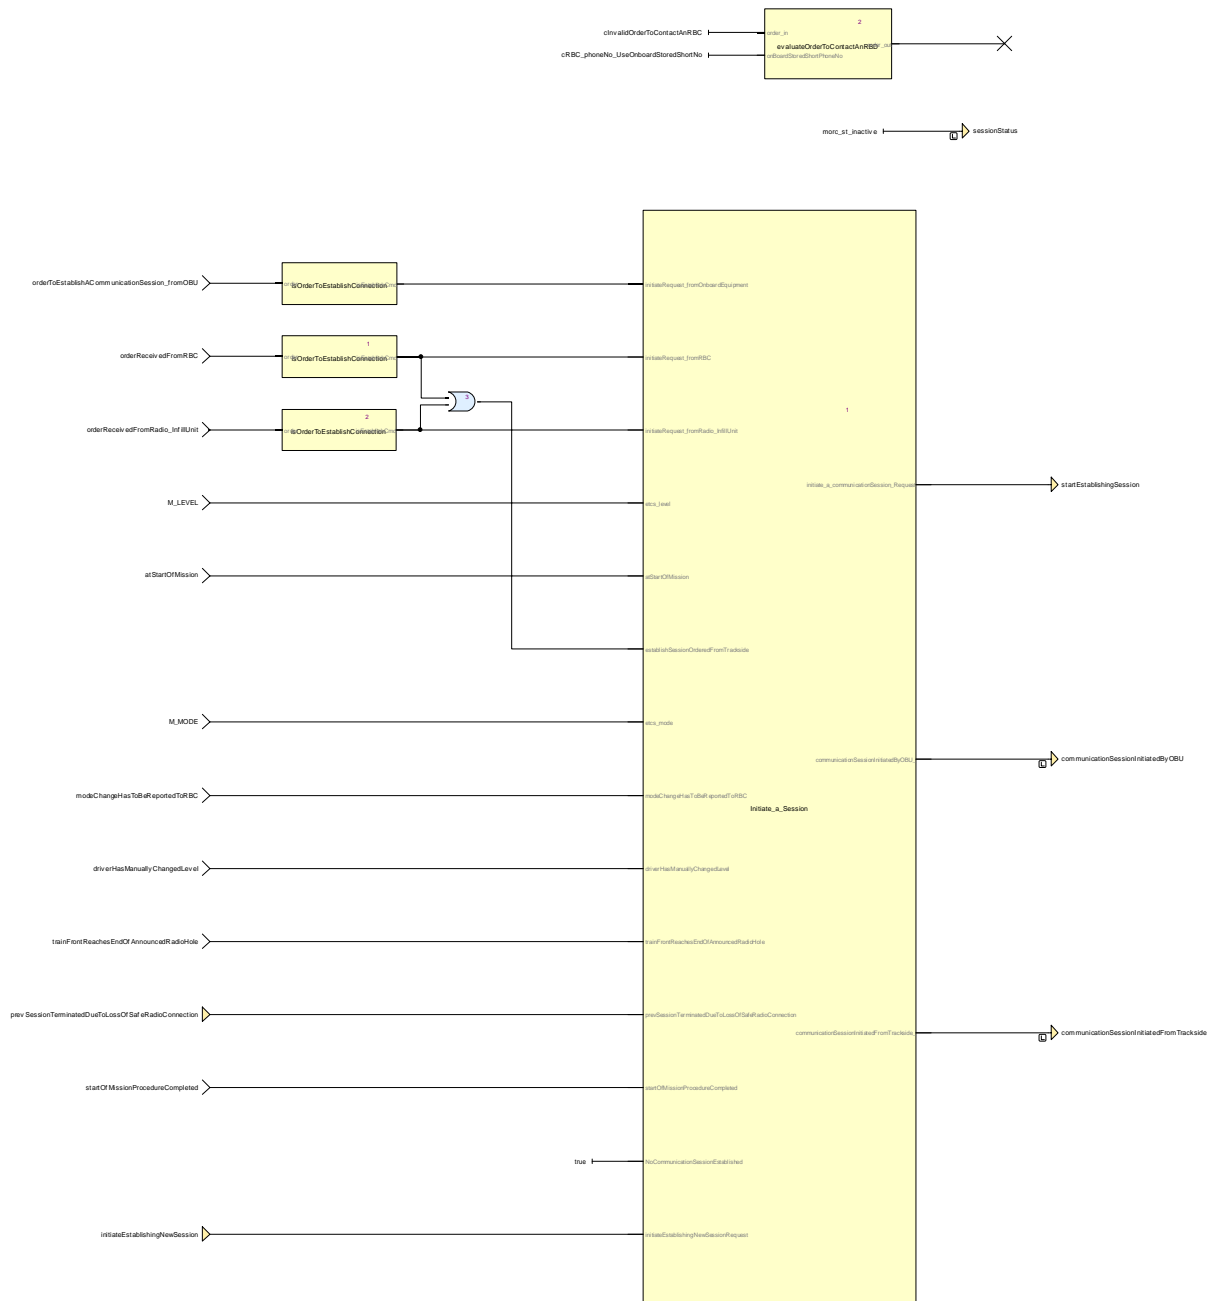 2
cInvalidOrderToContactAnRBC
order_in
evaluateOrderToContactAnRBD
cRBC_phoneNo_UseOnboardStoredShortNo
onBoardStoredShortPhoneNo
morc_st_inactive
L
sessionStatus
orderToEstablishACommunicationSession_fromOBU
isOrderToEstablishConnection
initiateRequest_fromOnboardEquipment
1
orderReceivedFromRBC
isOrderToEstablishConnection
initiateRequest_fromRBC
3
2
1
orderReceivedFromRadio_InfillUnit
isOrderToEstablishConnection
initiateRequest_fromRadio_InfillUnit
initiate_a_communicationSession_Request
startEstablishingSession
M_LEVEL
etcs_level
atStartOfMission
atStartOfMission
establishSessionOrderedFromTrackside
M_MODE
etcs_mode
communicationSessionInitiatedByOBU
L
communicationSessionInitiatedByOBU
modeChangeHasToBeReportedToRBC
modeChangeHasToBeReportedToRBC
Initiate_a_Session
driverHasManuallyChangedLevel
driverHasManuallyChangedLevel
trainFrontReachesEndOfAnnouncedRadioHole
trainFrontReachesEndOfAnnouncedRadioHole
prevSessionTerminatedDueToLossOfSafeRadioConnection
prevSessionTerminatedDueToLossOfSafeRadioConnection
communicationSessionInitiatedFromTrackside
L
communicationSessionInitiatedFromTrackside
startOfMissionProcedureCompleted
startOfMissionProcedureCompleted
true
NoCommunicationSessionEstablished
initiateEstablishingNewSession
initiateEstablishingNewSessionRequest